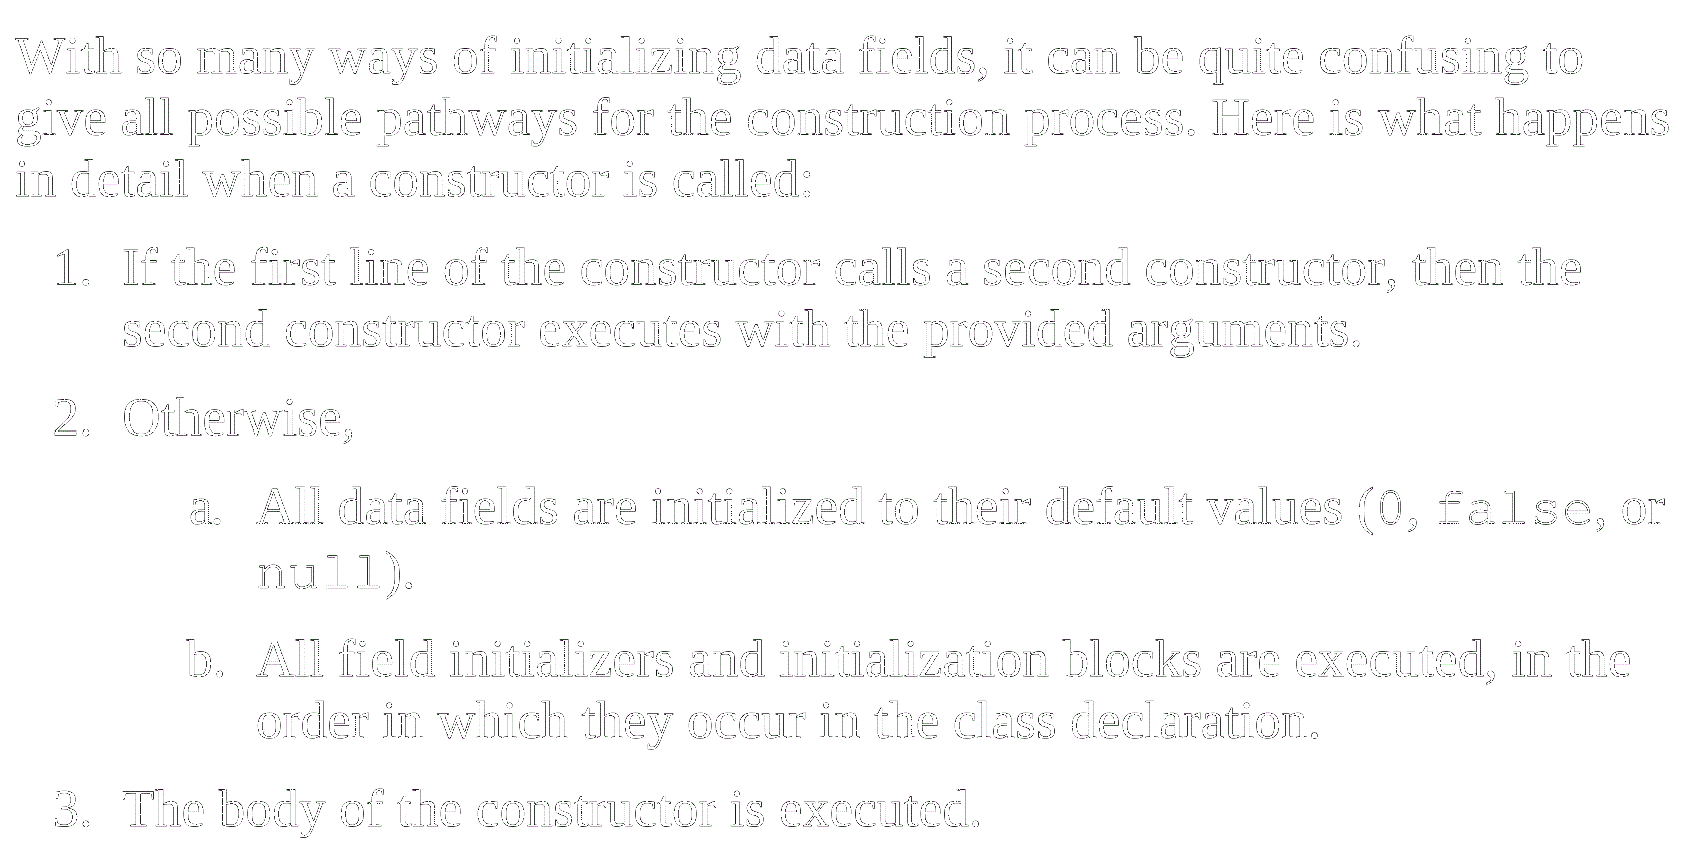 With so many ways of initializing data fields, it can be quite confusing to
give all possible pathways for the construction process. Here is what happens
in detail when a constructor is called:
1. If the first line of the constructor calls a second constructor, then the
second constructor executes with the provided arguments.
2. Otherwise,
a. All data fields are initialized to their default values (0, false, or
null).
b. All field initializers and initialization blocks are executed, in the
order in which they occur in the class declaration.
3. The body of the constructor is executed.